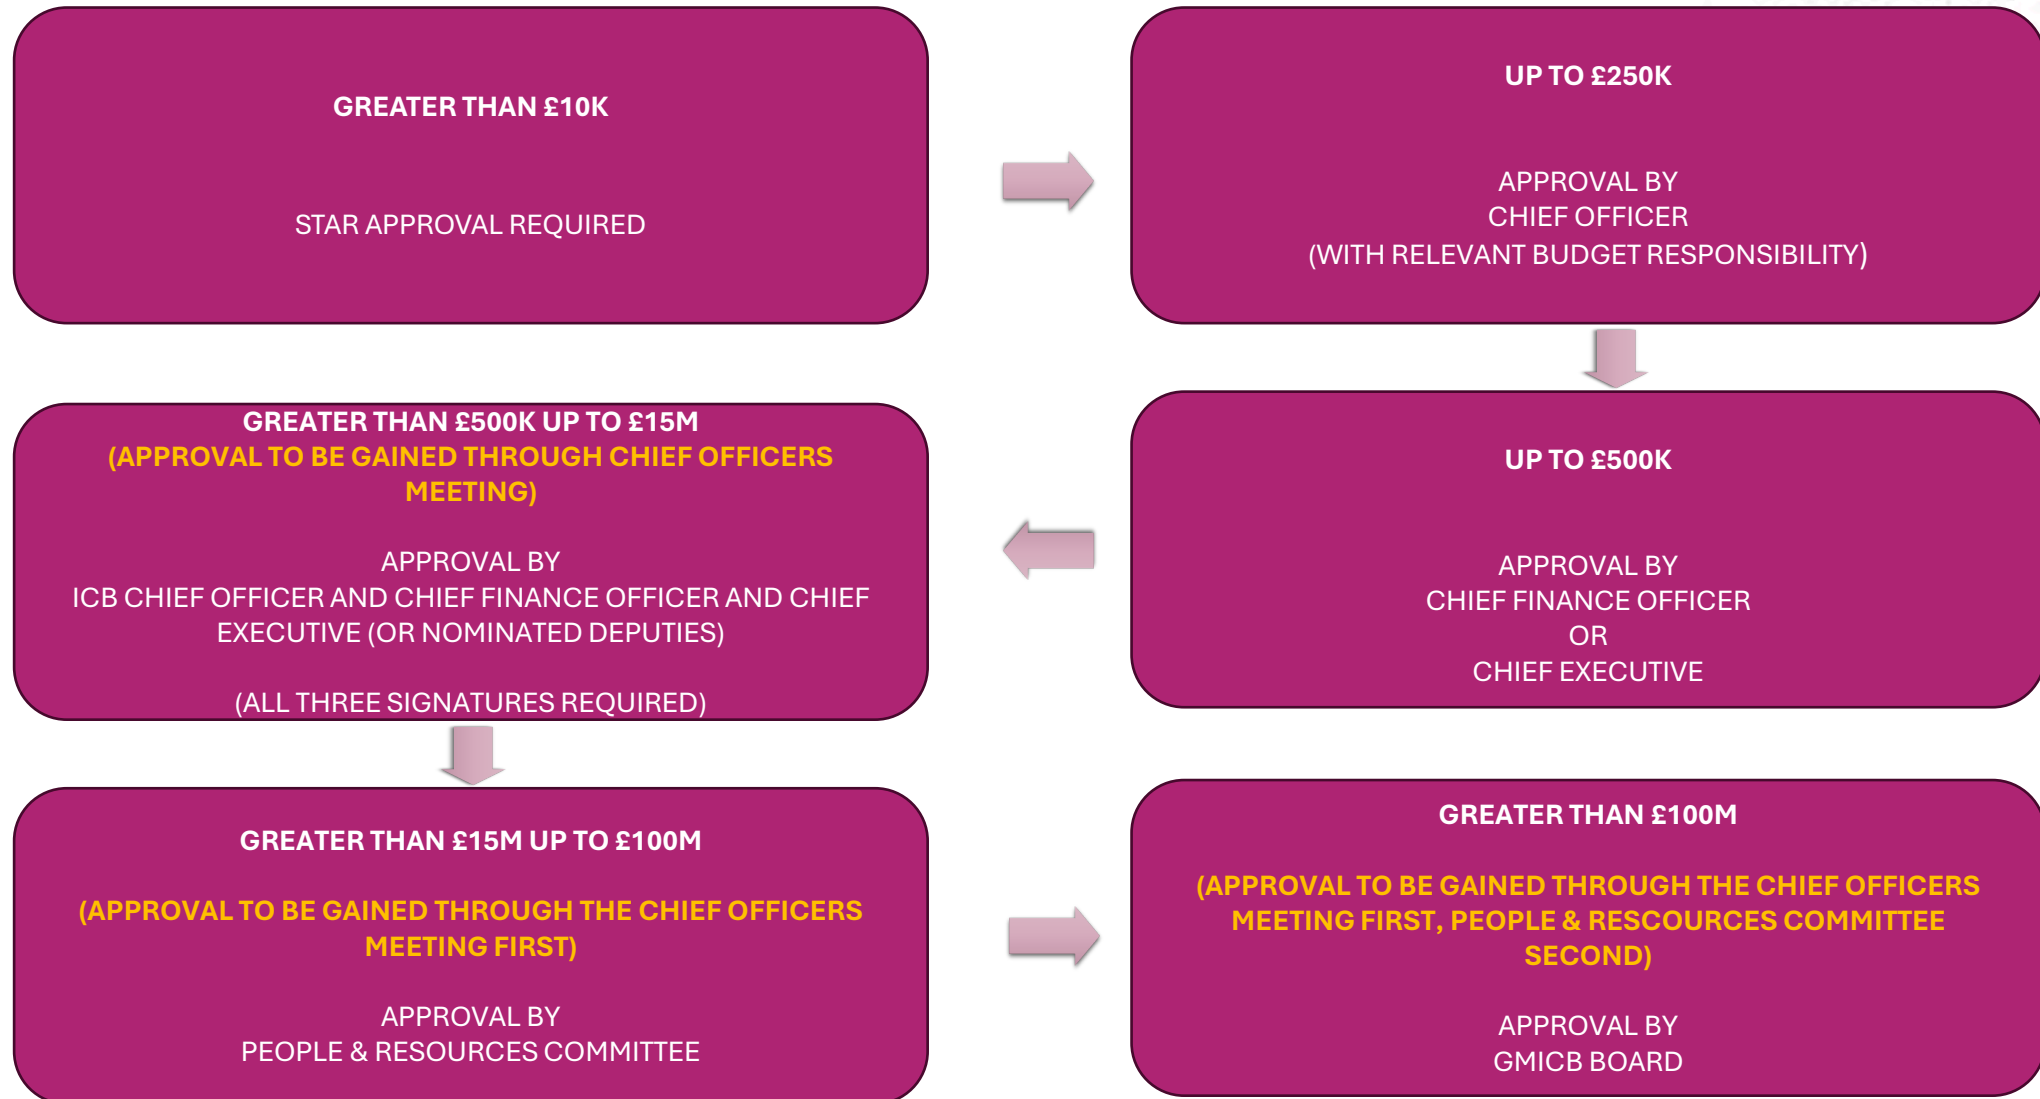 GREATER THAN £10K
STAR APPROVAL REQUIRED
UP TO £250K
APPROVAL BY
CHIEF OFFICER
(WITH RELEVANT BUDGET RESPONSIBILITY)
UP TO £500K
APPROVAL BY
CHIEF FINANCE OFFICER
OR
CHIEF EXECUTIVE
GREATER THAN £500K UP TO £15M
(APPROVAL TO BE GAINED THROUGH CHIEF OFFICERS
MEETING)
APPROVAL BY
ICB CHIEF OFFICER AND CHIEF FINANCE OFFICER AND CHIEF
EXECUTIVE (OR NOMINATED DEPUTIES)
(ALL THREE SIGNATURES REQUIRED)
GREATER THAN £15M UP TO £100M
(APPROVAL TO BE GAINED THROUGH THE CHIEF OFFICERS
MEETING FIRST)
APPROVAL BY
PEOPLE & RESOURCES COMMITTEE
GREATER THAN £100M
(APPROVAL TO BE GAINED THROUGH THE CHIEF OFFICERS
MEETING FIRST, PEOPLE & RESCOURCES COMMITTEE
SECOND)
APPROVAL BY
GMICB BOARD